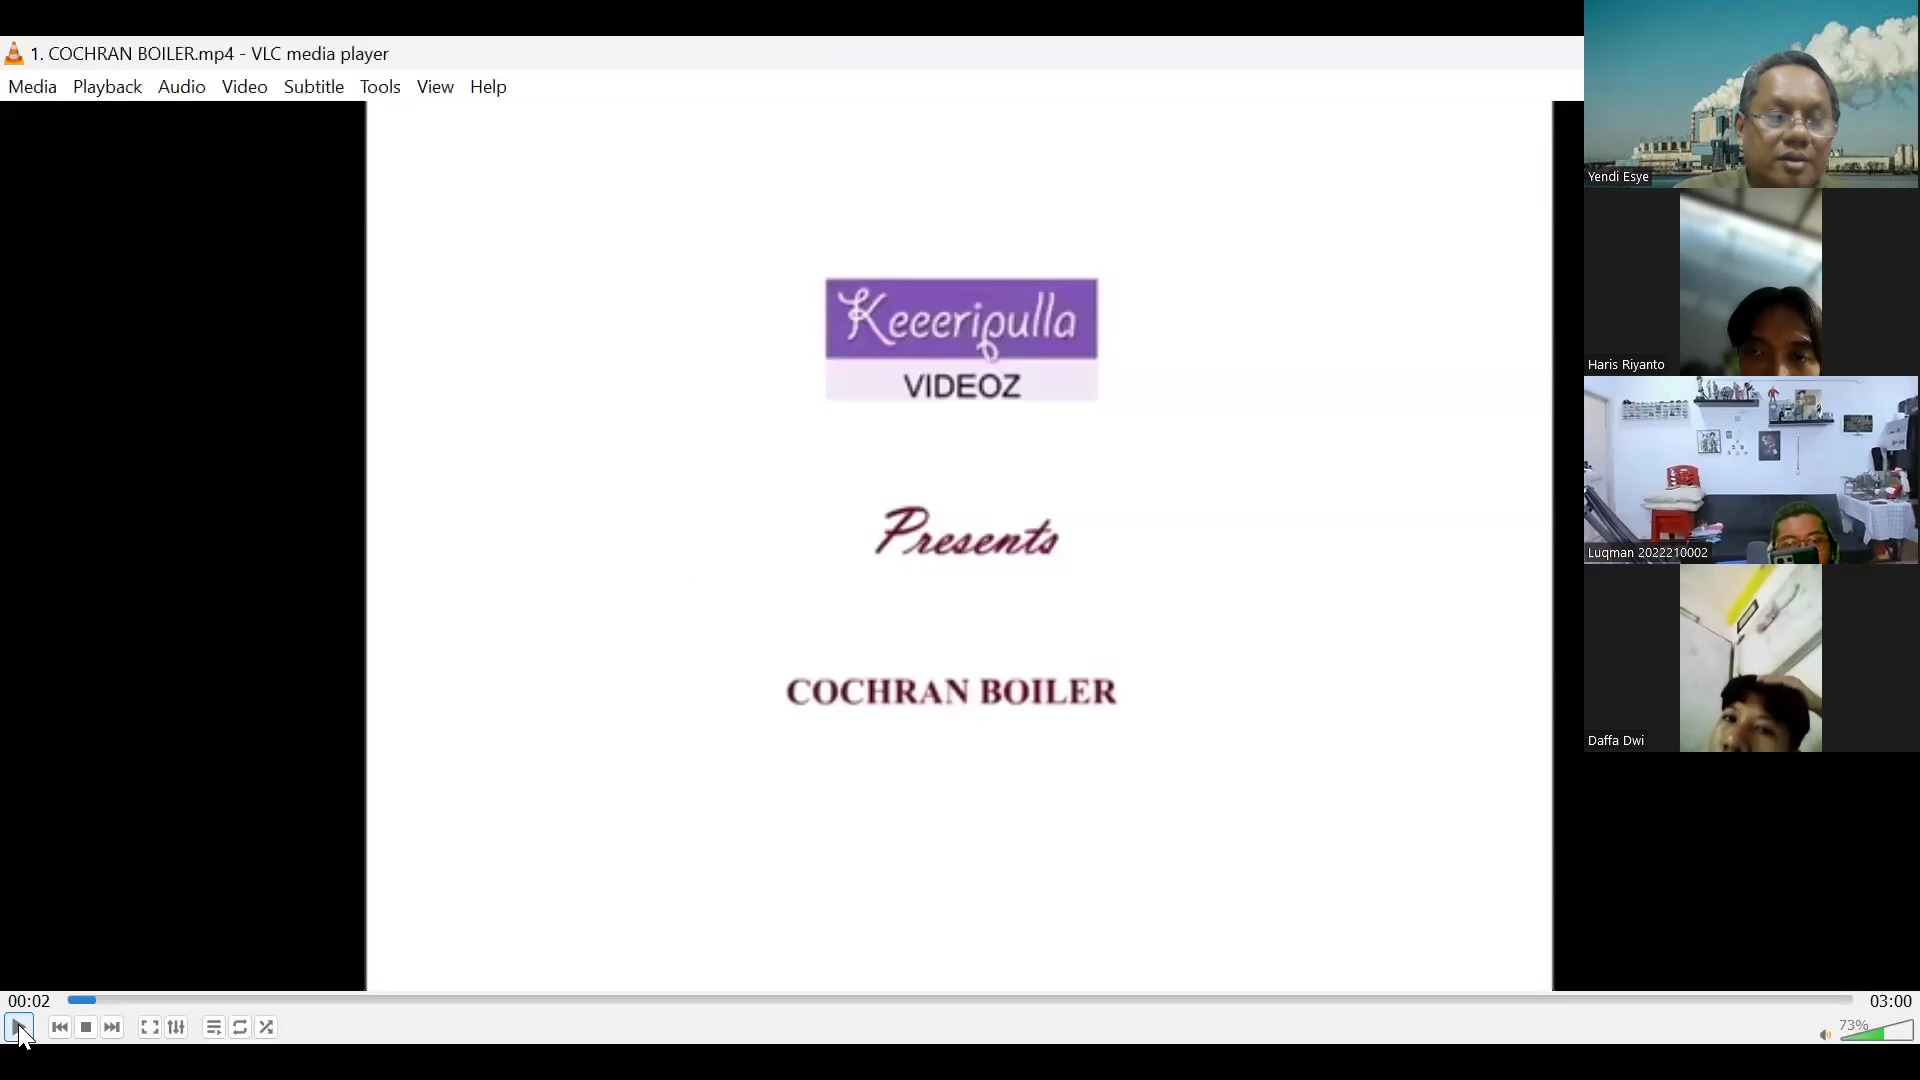 1. COCHRAN BOILER.mp4 - VLC media player
Media Playback Audio Video Subtitle Tools View Help
Keeeripulla
VIDEOZ
Presents
COCHRAN BOILER
Yendi Esye
Haris Riyanto
Luqman 2022210002
Daffa Dwi
00:02
03:00
73%